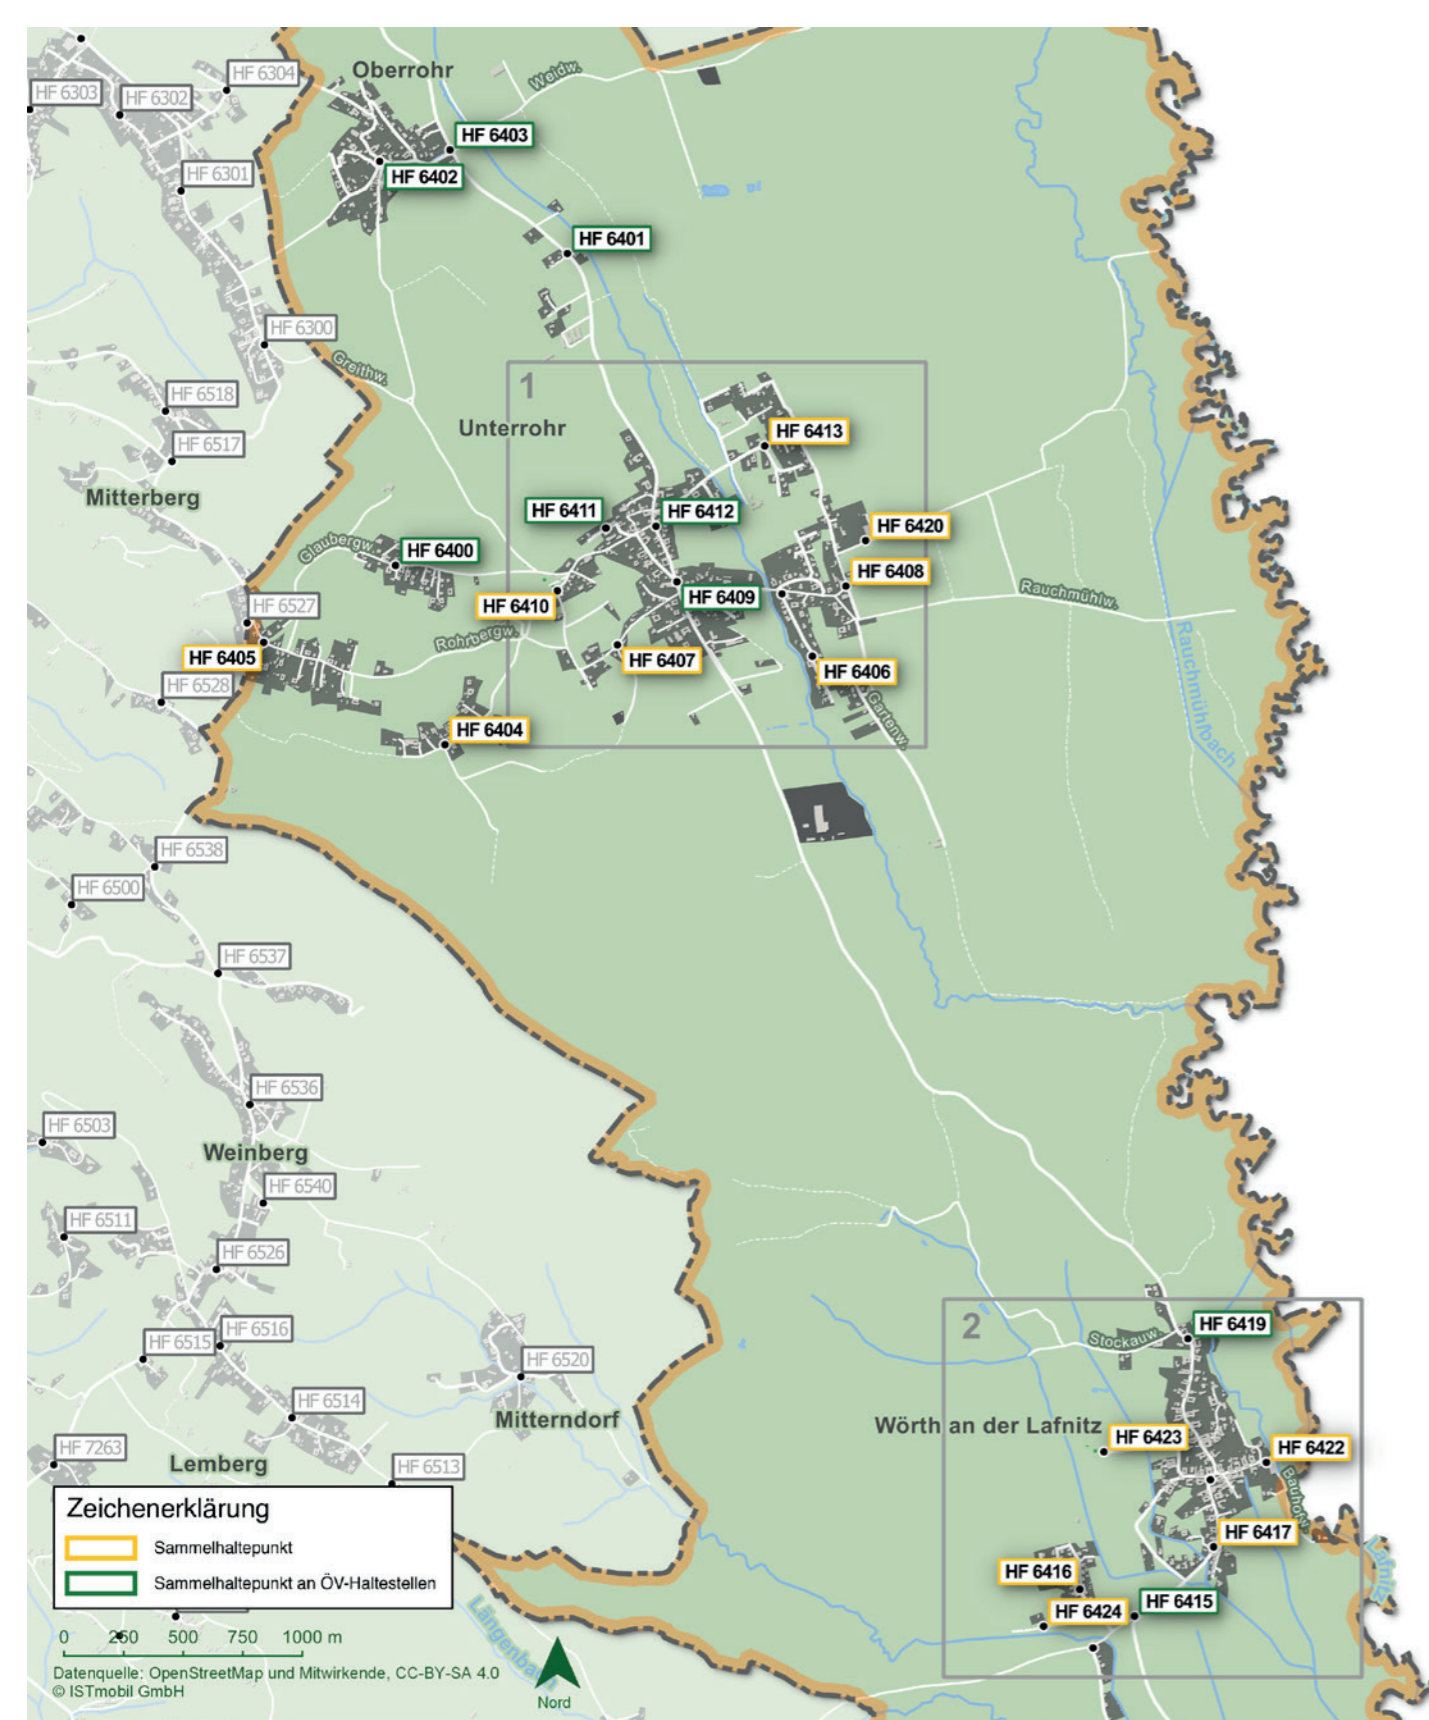 HF 6304
Oberrohr
Weidw.
HF 6303
HF 6302
HF 6403
HF 6402
HF 6301
HF 6401
HF 6300
Greithw.
1
HF 6518
Unterrohr
HF 6413
HF 6517
Mitterberg
HF 6411
HF 6412
HF 6420
Glaubergw.
HF 6400
HF 6408
HF 6410
HF 6409
Rauchmühlw.
HF 6527
Rohrbergw.
HF 6405
HF 6407
HF 6406
Rauchmühlbach
HF 6528
Gartenw.
HF 6404
HF 6538
HF 6500
HF 6537
HF 6536
HF 6503
Weinberg
HF 6540
HF 6511
HF 6526
2
HF 6419
Stockauw.
HF 6516
HF 6515
HF 6520
HF 6514
Mitterndorf
Wörth an der Lafnitz
HF 6423
HF 6422
HF 7263
Lemberg
HF 6513
Bauhofw.
Zeichenerklärung
Sammelhaltepunkt
Sammelhaltepunkt an ÖV-Haltestellen
HF 6417
Lafnitz
HF 6416
HF 6424
HF 6415
Längenbach
0 250 500 750 1000 m
Datenquelle: OpenStreetMap und Mitwirkende, CC-BY-SA 4.0
© ISTmobil GmbH
Nord